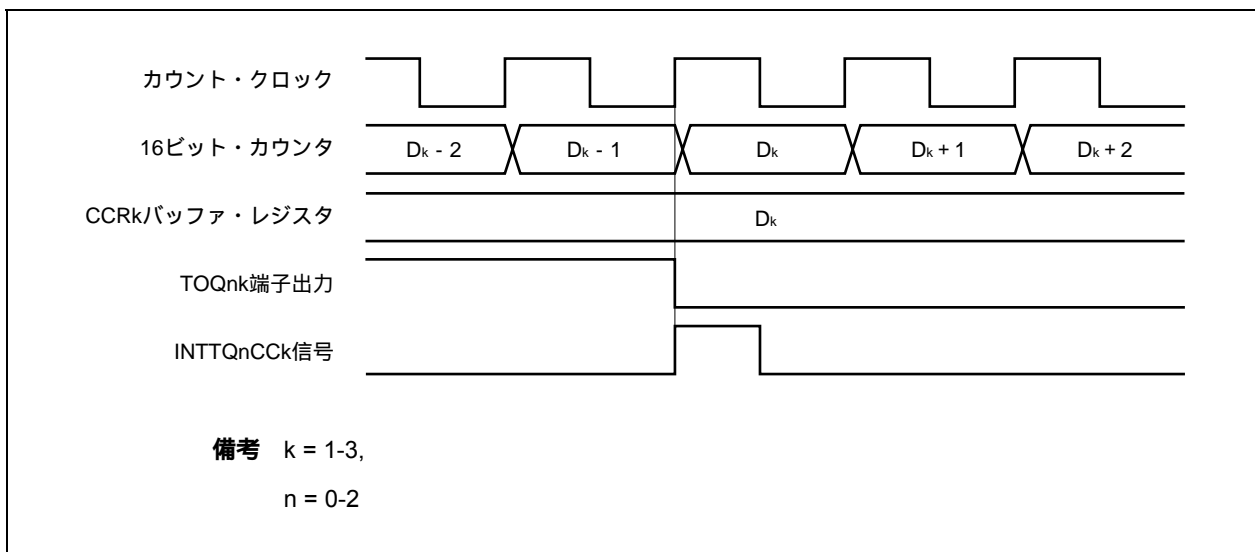 カウント・クロック
16ビット・カウンタ Dk - 2 Dk - 1 Dk Dk + 1 Dk + 2
CCRkバッファ・レジスタ Dk
TOQnk端子出力
INTTQnCCk信号
備考 k = 1-3,
n = 0-2